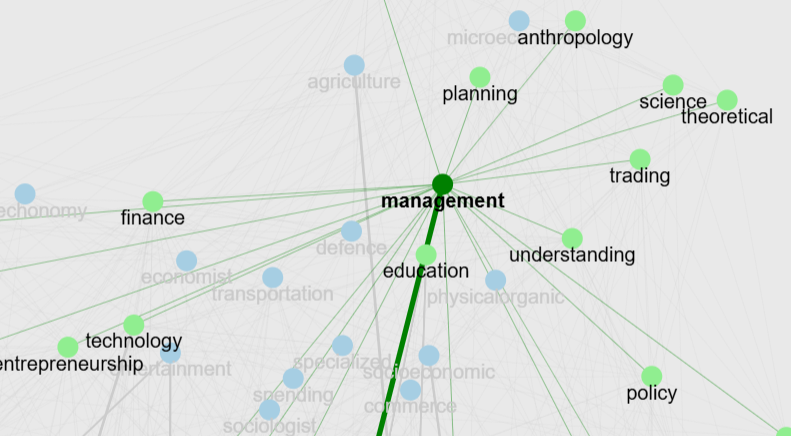 microec
anthropology
agriculture
planning
science
theoretical
trading
management
echonomy
finance
defence
understanding
education
economist
transportation
physicalorganic
technology
entrepreneurship
entertainment
specialized
socioeconomic
policy
spending
commerce
sociologist